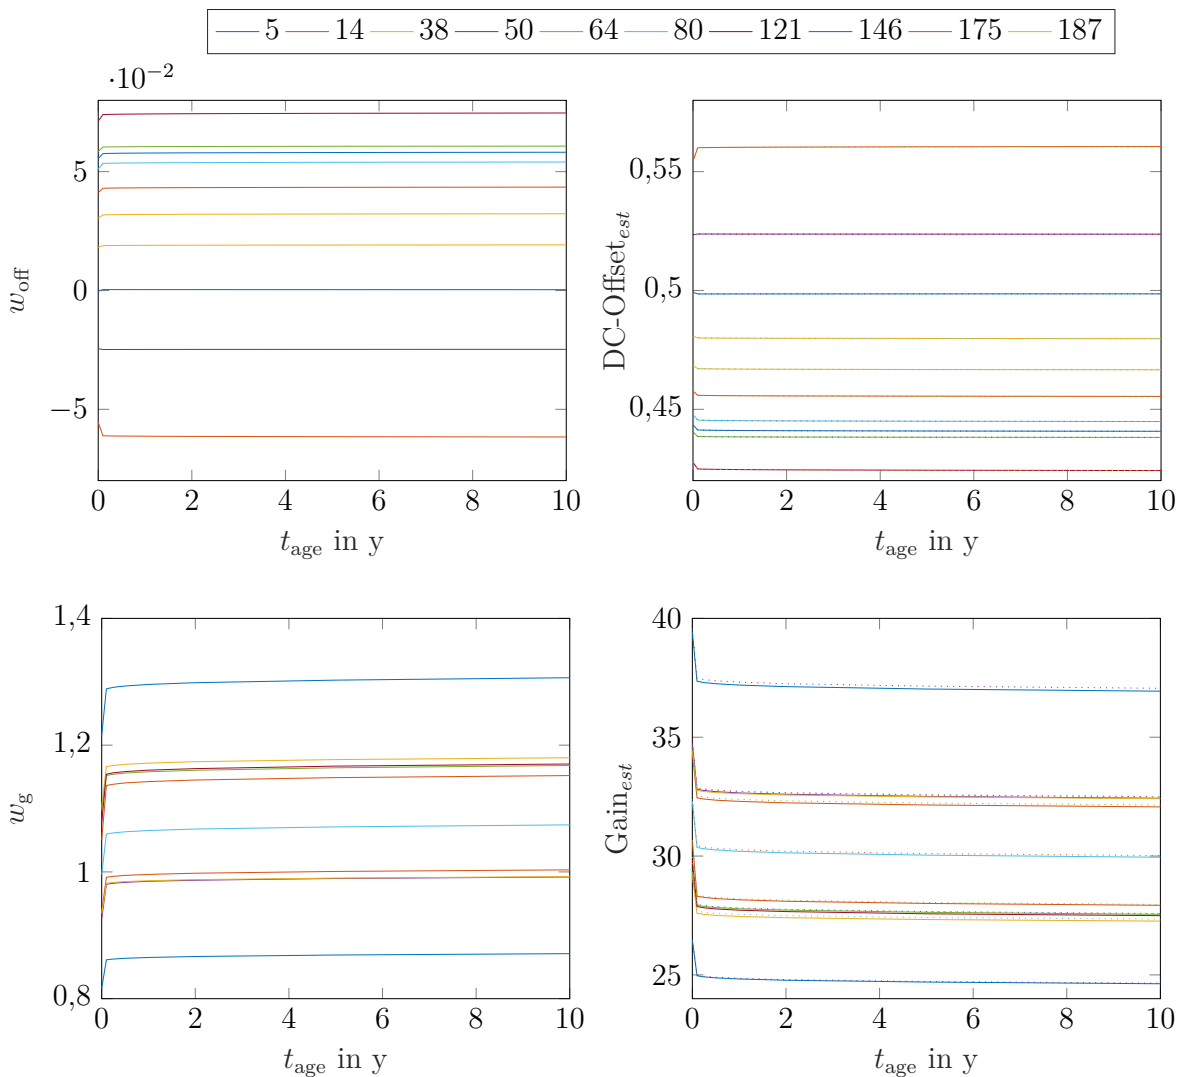 5 14 38 50 64 80 121 146 175 187
·10⁻²
5
0
−5
w_off
0 2 4 6 8 10
t_age in y
0,55
0,5
0,45
DC-Offset_est
0 2 4 6 8 10
t_age in y
1,4
1,2
1
0,8
w_g
0 2 4 6 8 10
t_age in y
40
35
30
25
Gain_est
0 2 4 6 8 10
t_age in y